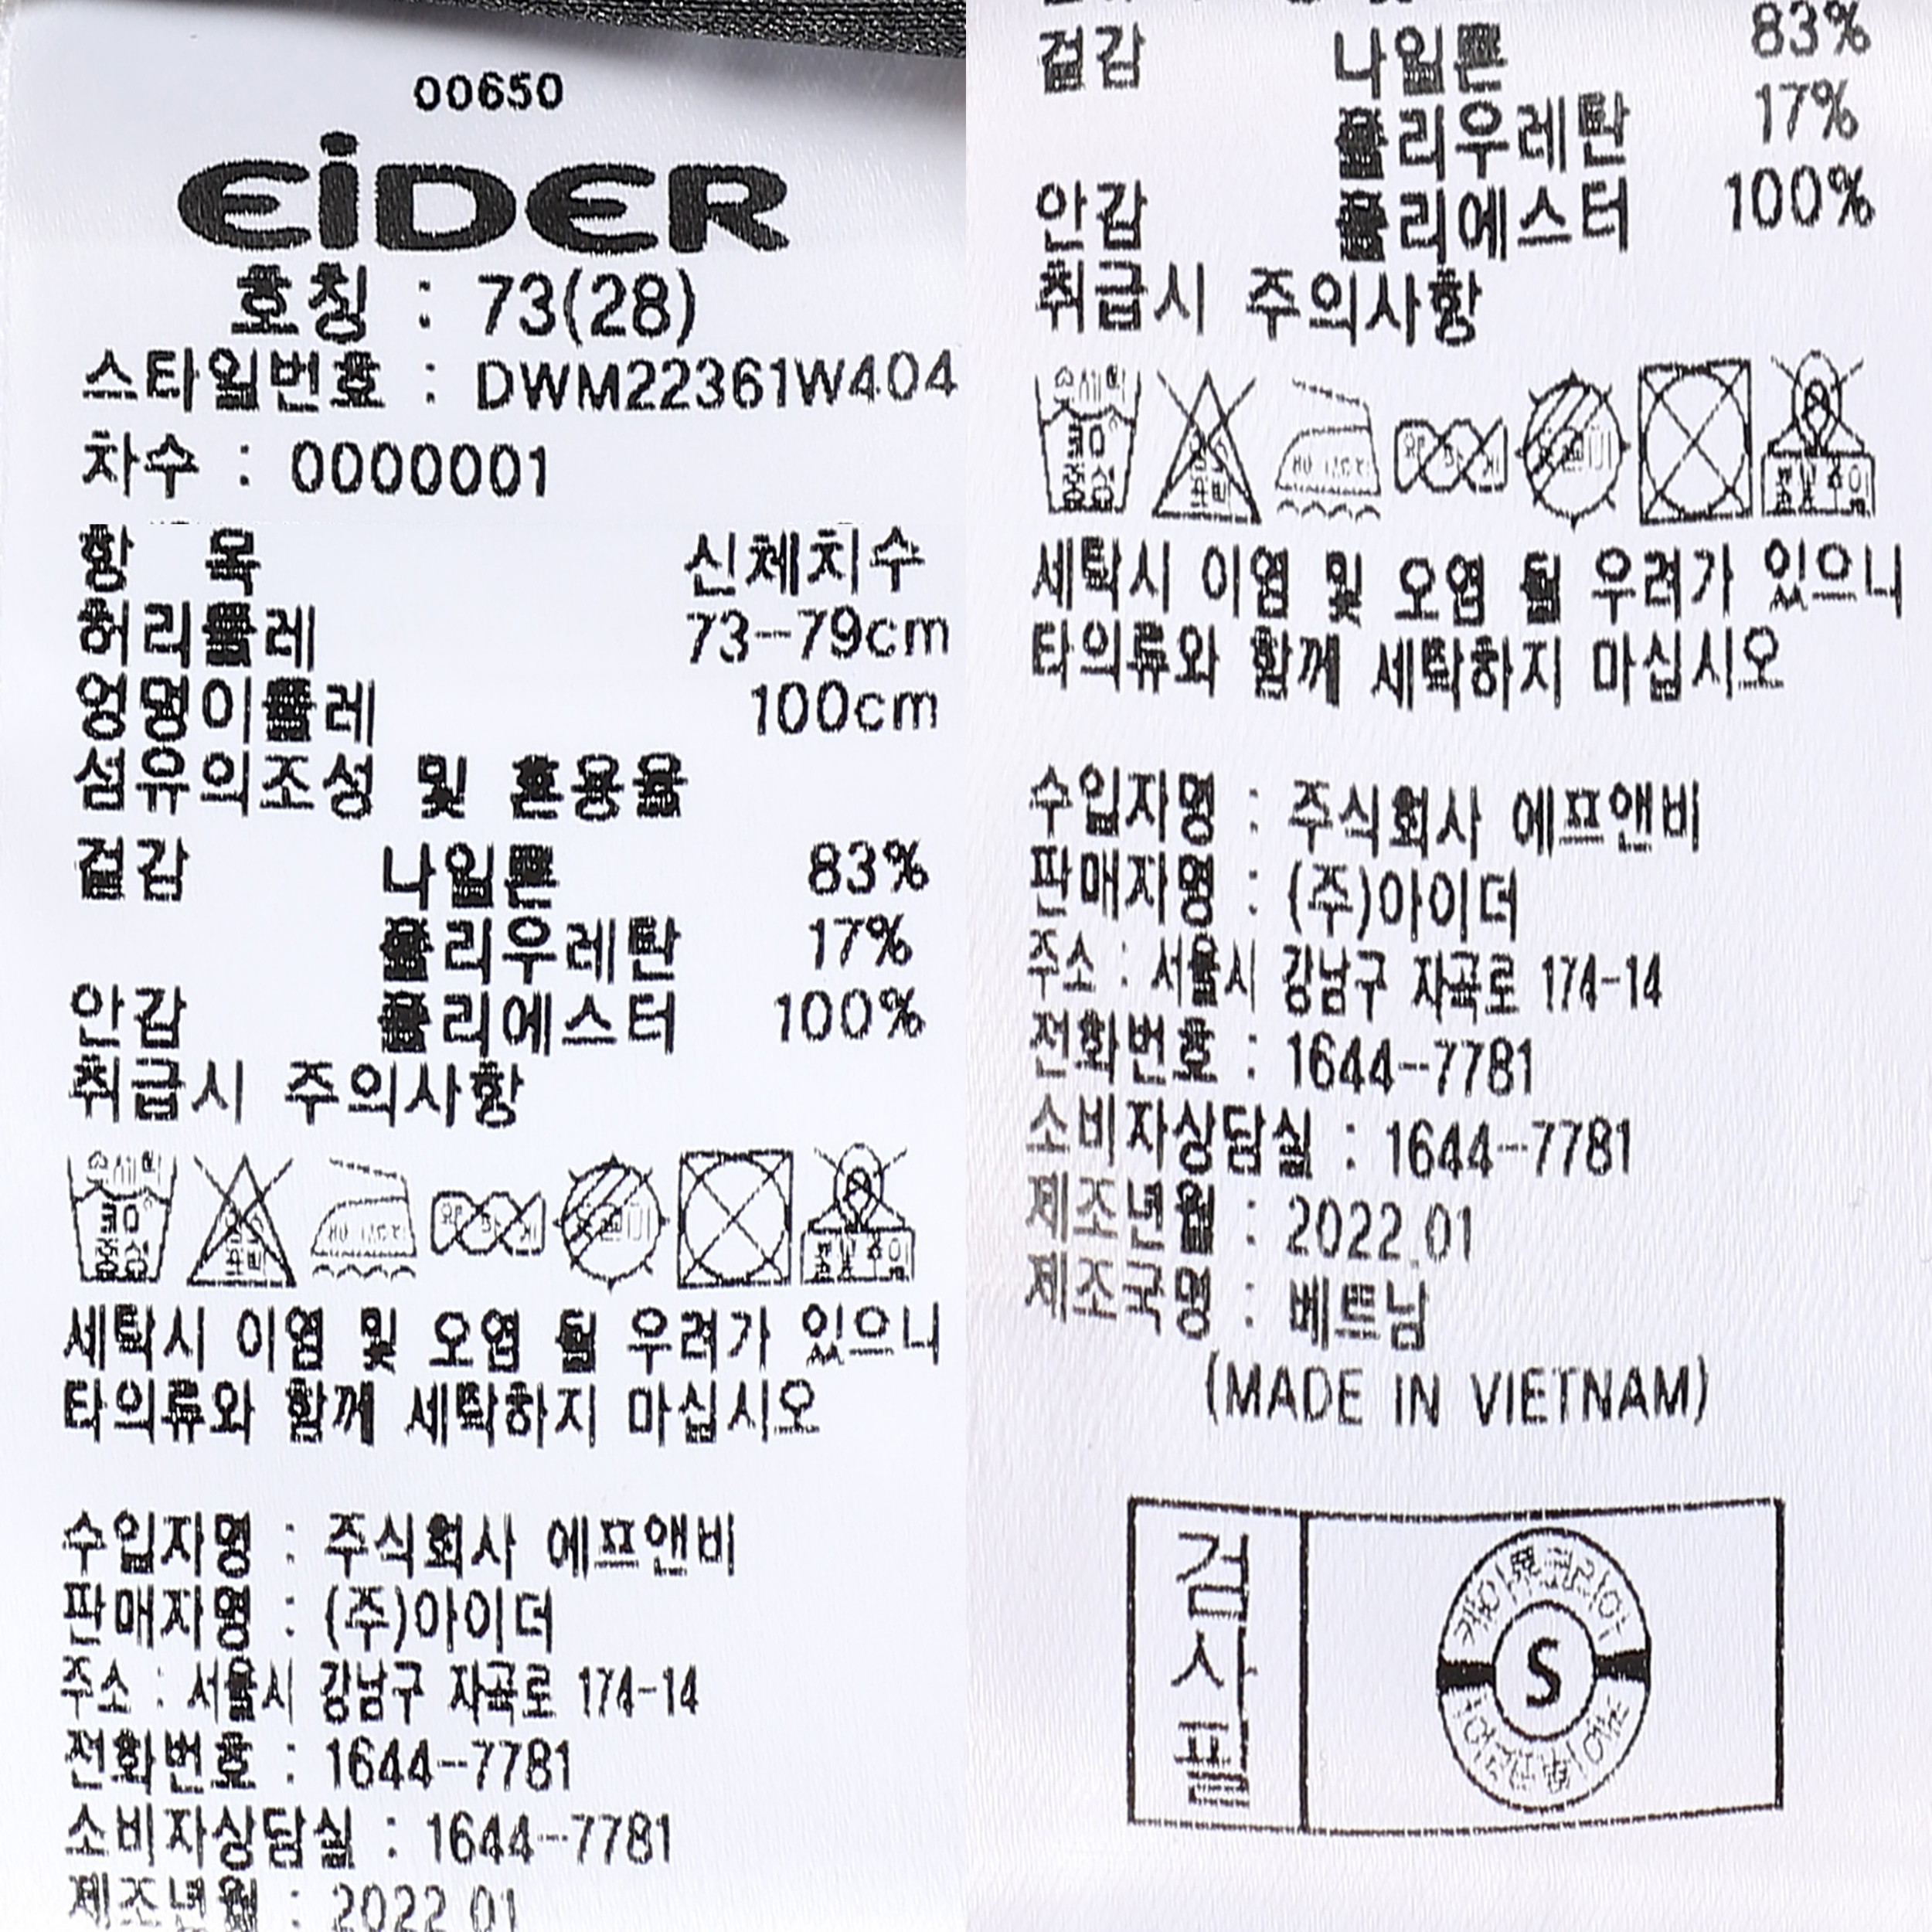 00650
EiDER
호칭 : 73(28)
스타일번호 : DWM22361W404
차수 : 0000001
항 목 신체치수
허리둘레 73--79cm
엉덩이둘레 100cm
섬유의조성 및 혼용율
겉감 나일론 83%
폴리우레탄 17%
안감 폴리에스터 100%
취급시 주의사항
손세탁
30°
중성
세탁시 이염 및 오염 될 우려가 있으니
타의류와 함께 세탁하지 마십시오
수입자명 : 주식회사 에프앤비
판매자명 : (주)아이더
주소 : 서울시 강남구 자곡로 174-14
전화번호 : 1644--7781
소비자상담실 : 1644--7781
제조년월 : 2022.01
겉감 나일론 83%
폴리우레탄 17%
안감 폴리에스터 100%
취급시 주의사항
손세탁
30°
중성
세탁시 이염 및 오염 될 우려가 있으니
타의류와 함께 세탁하지 마십시오
수입자명 : 주식회사 에프앤비
판매자명 : (주)아이더
주소 : 서울시 강남구 자곡로 174-14
전화번호 : 1644--7781
소비자상담실 : 1644--7781
제조년월 : 2022.01
제조국명 : 베트남
(MADE IN VIETNAM)
검사필
S